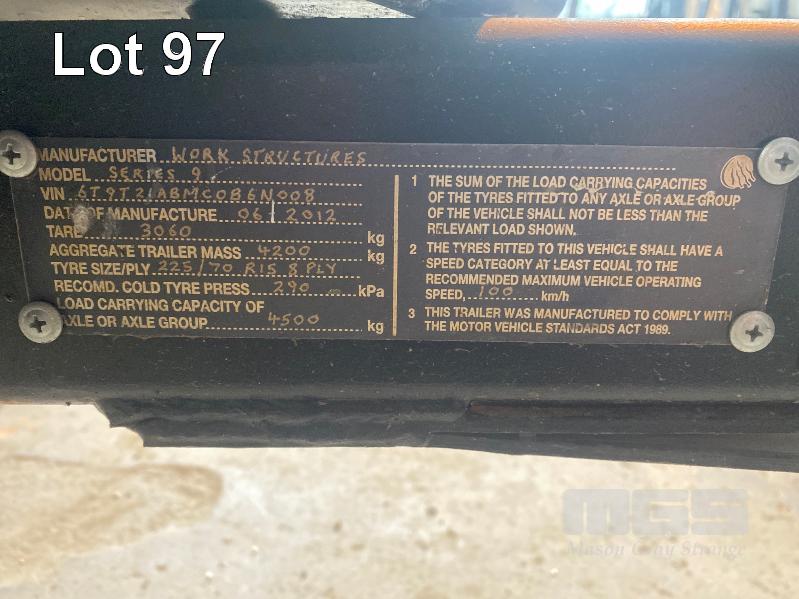 Lot 97
MANUFACTURER WORK STRUCTURES
MODEL SERIES 9
VIN 6T9T21ABMC0B6N008
DATE OF MANUFACTURE 06 2012
TARE 3060 kg
AGGREGATE TRAILER MASS 4200 kg
TYRE SIZE/PLY 225/70 R15 8 PLY
RECOMD. COLD TYRE PRESS 290 kPa
LOAD CARRYING CAPACITY OF
AXLE OR AXLE GROUP 4500 kg
1 THE SUM OF THE LOAD CARRYING CAPACITIES
OF THE TYRES FITTED TO ANY AXLE OR AXLE GROUP
OF THE VEHICLE SHALL NOT BE LESS THAN THE
RELEVANT LOAD SHOWN.
2 THE TYRES FITTED TO THIS VEHICLE SHALL HAVE A
SPEED CATEGORY AT LEAST EQUAL TO THE
RECOMMENDED MAXIMUM VEHICLE OPERATING
SPEED, 100 km/h
3 THIS TRAILER WAS MANUFACTURED TO COMPLY WITH
THE MOTOR VEHICLE STANDARDS ACT 1989.
MGS
Mason Gray Strange